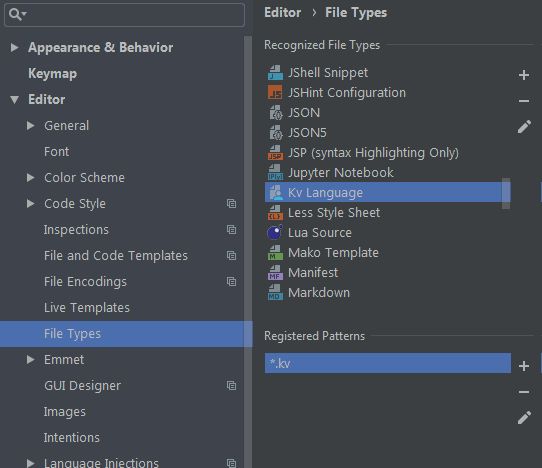 Appearance & Behavior
Keymap
Editor
General
Font
Color Scheme
Code Style
Inspections
File and Code Templates
File Encodings
Live Templates
File Types
Emmet
GUI Designer
Images
Intentions
Language Injections
Editor › File Types
Recognized File Types
JShell Snippet
JSHint Configuration
JSON
JSON5
JSP (syntax Highlighting Only)
Jupyter Notebook
Kv Language
Less Style Sheet
Lua Source
Mako Template
Manifest
Markdown
Registered Patterns
*.kv